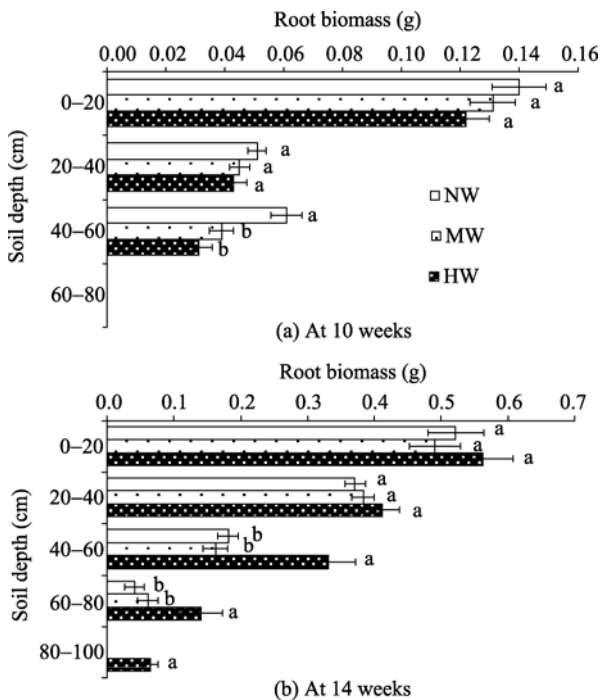 Root biomass (g)
0.00 0.02 0.04 0.06 0.08 0.10 0.12 0.14 0.16
Soil depth (cm)
0–20
a
a
a
20–40
a
a
a
40–60
a
b
b
60–80
NW
MW
HW
(a) At 10 weeks
Root biomass (g)
0.0 0.1 0.2 0.3 0.4 0.5 0.6 0.7
Soil depth (cm)
0–20
a
a
a
20–40
a
a
a
40–60
b
b
a
60–80
b
b
a
80–100
a
(b) At 14 weeks